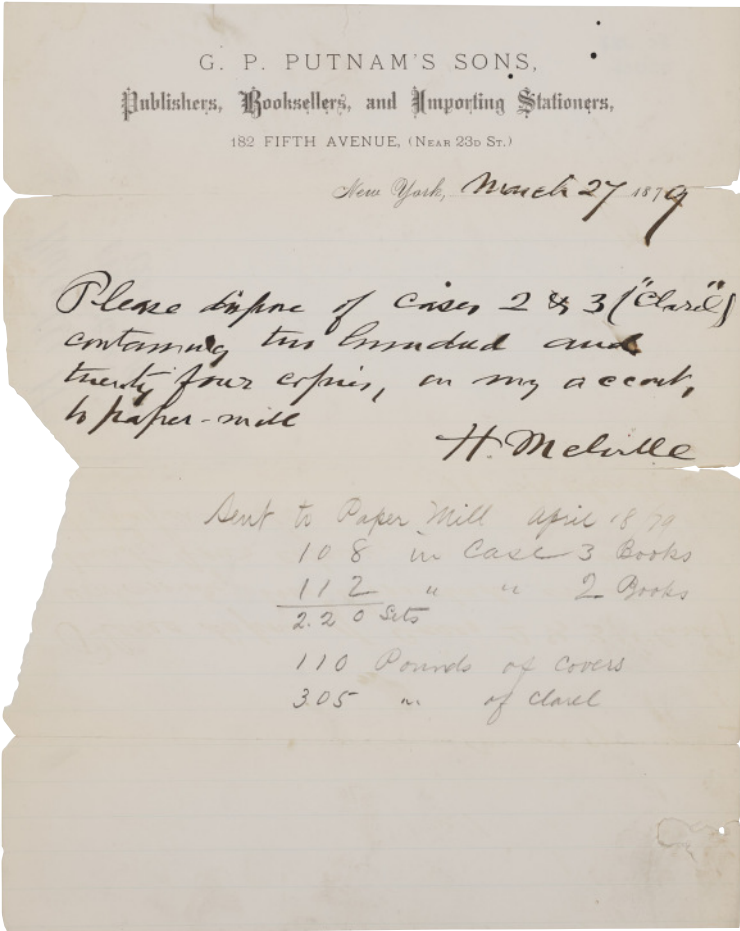 G. P. PUTNAM'S SONS,
Publishers, Booksellers, and Importing Stationers,
182 FIFTH AVENUE, (NEAR 23D ST.)
New York, March 27 1879
Please dispose of cases 2 & 3 ("Clarel")
containing two hundred and
twenty four copies, on my account,
to paper-mill
H. Melville
Sent to Paper Mill April 18/79
108 in Case 3 Books
112 " " 2 Books
220 Sets
110 Pounds of covers
305 " of Clarel